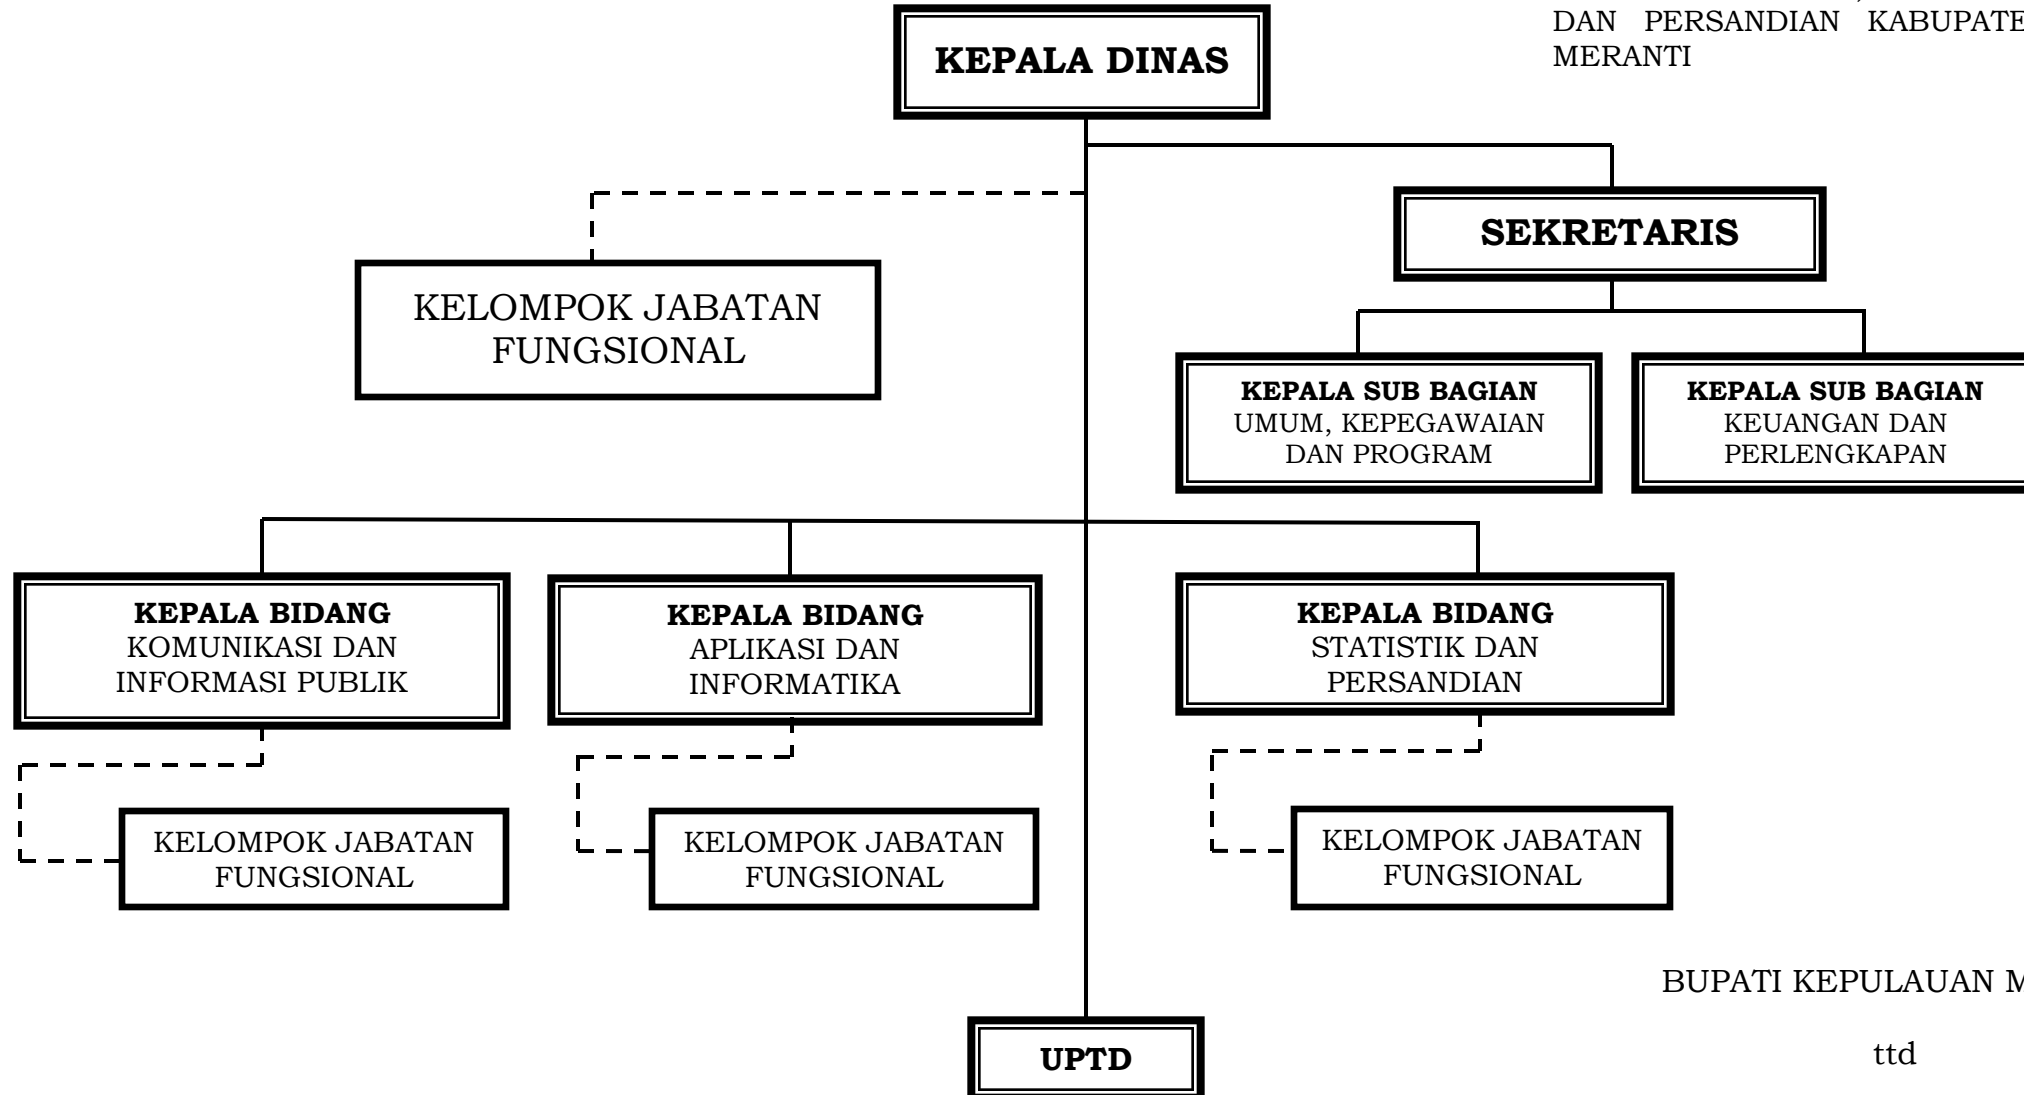 DAN PERSANDIAN KABUPATE
MERANTI
KEPALA DINAS
SEKRETARIS
KELOMPOK JABATAN
FUNGSIONAL
KEPALA SUB BAGIAN
UMUM, KEPEGAWAIAN
DAN PROGRAM
KEPALA SUB BAGIAN
KEUANGAN DAN
PERLENGKAPAN
KEPALA BIDANG
KOMUNIKASI DAN
INFORMASI PUBLIK
KEPALA BIDANG
APLIKASI DAN
INFORMATIKA
KEPALA BIDANG
STATISTIK DAN
PERSANDIAN
KELOMPOK JABATAN
FUNGSIONAL
KELOMPOK JABATAN
FUNGSIONAL
KELOMPOK JABATAN
FUNGSIONAL
BUPATI KEPULAUAN M
ttd
UPTD